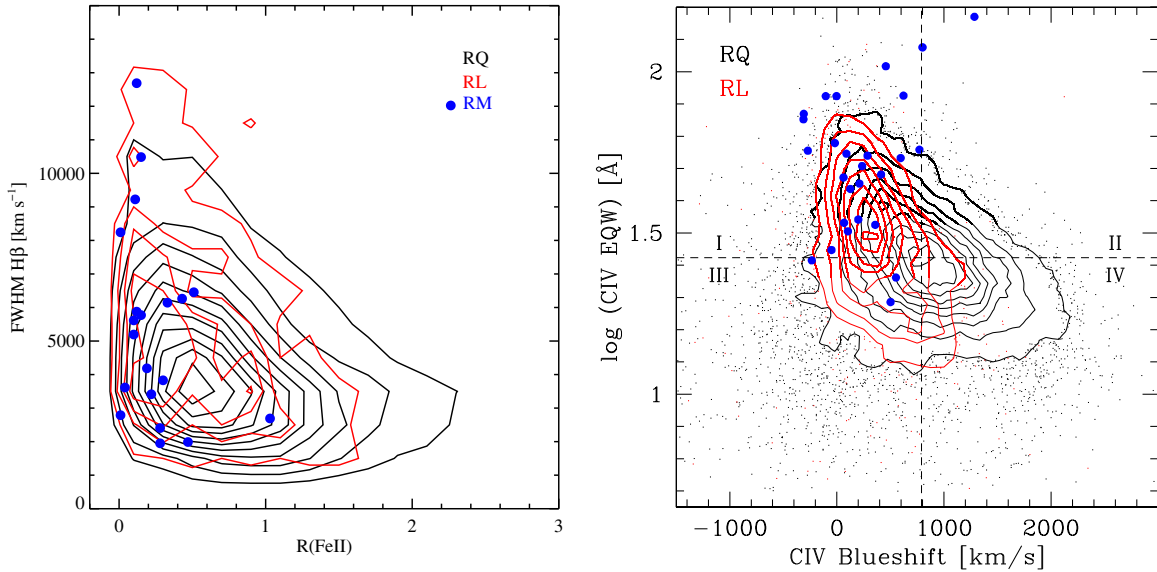 RQ
RL
RM
FWHM Hβ [km s⁻¹]
10000
5000
0
0 1 2 3
R(FeII)
RQ
RL
log (CIV EQW) [Å]
2
1.5
1
I II
III IV
−1000 0 1000 2000
CIV Blueshift [km/s]